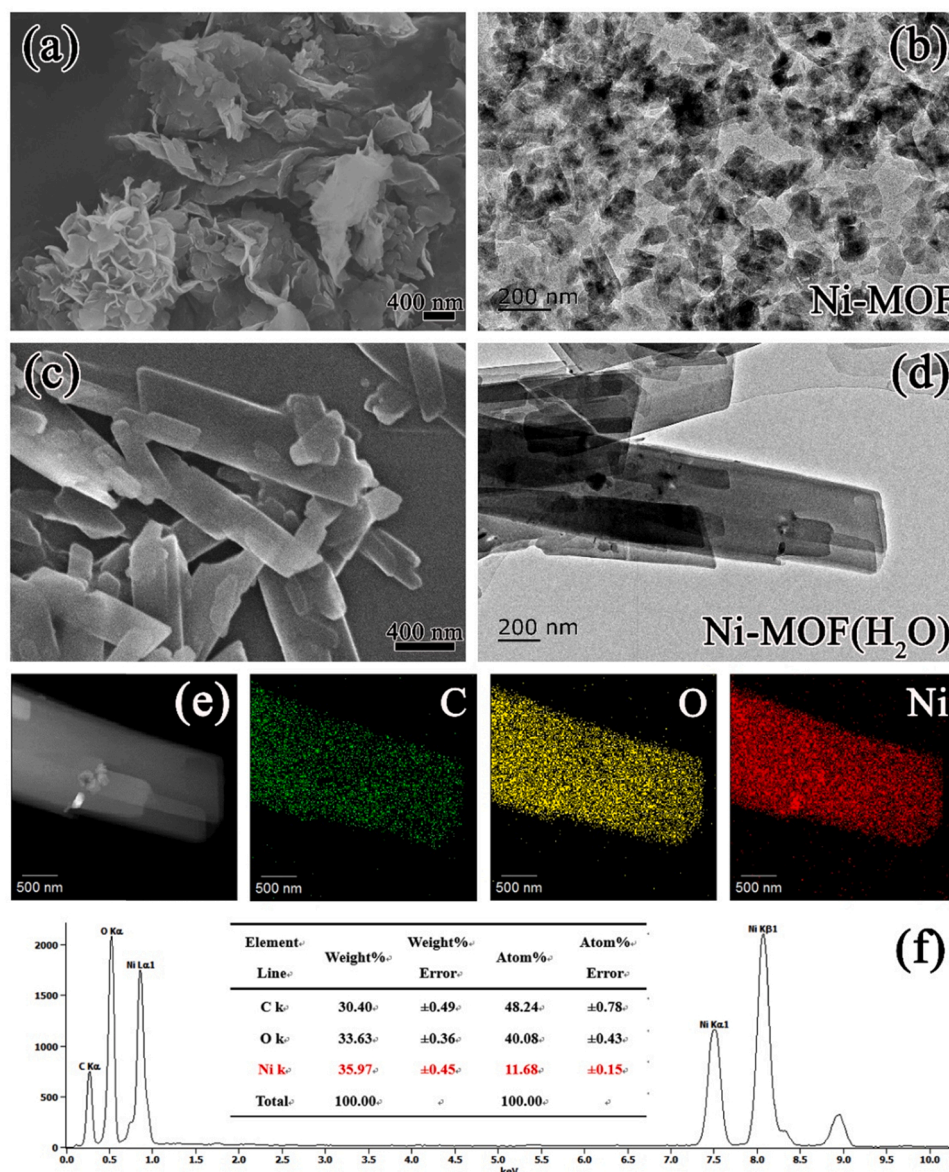 (a)
400 nm
(b)
200 nm
Ni-MOF
(c)
400 nm
(d)
200 nm
Ni-MOF(H₂O)
(e)
500 nm
C
500 nm
O
500 nm
Ni
500 nm
(f)
2000
1500
1000
500
0
C Kα
O Kα
Ni Lα1
Ni Kα1
Ni Kβ1
Element Line Weight% Weight% Error Atom% Atom% Error
C k 30.40 ±0.49 48.24 ±0.78
O k 33.63 ±0.36 40.08 ±0.43
Ni k 35.97 ±0.45 11.68 ±0.15
Total 100.00 - 100.00 -
0.0 0.5 1.0 1.5 2.0 2.5 3.0 3.5 4.0 4.5 5.0 5.5 6.0 6.5 7.0 7.5 8.0 8.5 9.0 9.5 10.0
keV